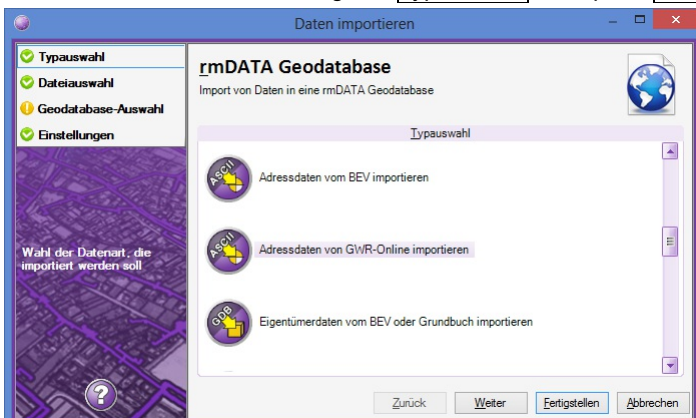 Daten importieren
Typauswahl
Dateiauswahl
Geodatabase-Auswahl
Einstellungen
Wahl der Datenart, die
importiert werden soll
rmDATA Geodatabase
Import von Daten in eine rmDATA Geodatabase
Typauswahl
ASCII
Adressdaten vom BEV importieren
ASCII
Adressdaten von GWR-Online importieren
GDB
Eigentümerdaten vom BEV oder Grundbuch importieren
?
Zurück
Weiter
Fertigstellen
Abbrechen